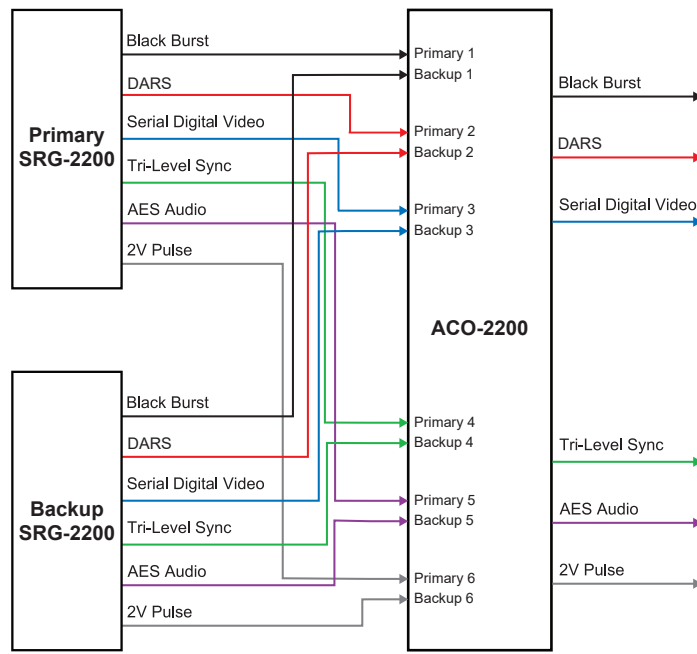 Black Burst
DARS
Serial Digital Video
Tri-Level Sync
AES Audio
2V Pulse
Primary
SRG-2200
Black Burst
DARS
Serial Digital Video
Tri-Level Sync
AES Audio
2V Pulse
Backup
SRG-2200
Primary 1
Backup 1
Primary 2
Backup 2
Primary 3
Backup 3
ACO-2200
Primary 4
Backup 4
Primary 5
Backup 5
Primary 6
Backup 6
Black Burst
DARS
Serial Digital Video
Tri-Level Sync
AES Audio
2V Pulse